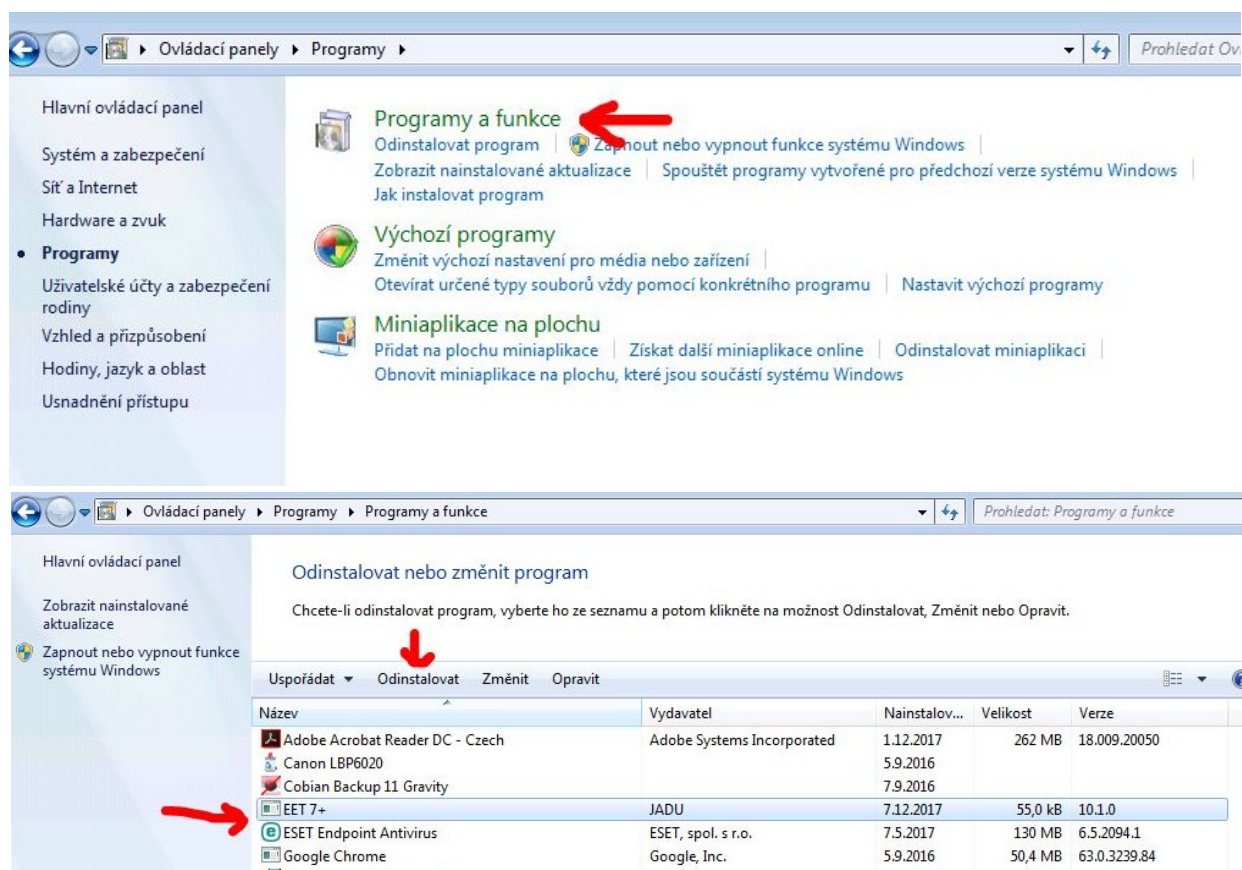 Ovládací panely ▸ Programy ▸
Prohledat Ov
Hlavní ovládací panel
Systém a zabezpečení
Síť a Internet
Hardware a zvuk
Programy
Uživatelské účty a zabezpečení
rodiny
Vzhled a přizpůsobení
Hodiny, jazyk a oblast
Usnadnění přístupu
Programy a funkce
Odinstalovat program Zapnout nebo vypnout funkce systému Windows
Zobrazit nainstalované aktualizace Spouštět programy vytvořené pro předchozí verze systému Windows
Jak instalovat program
Výchozí programy
Změnit výchozí nastavení pro média nebo zařízení
Otevírat určené typy souborů vždy pomocí konkrétního programu Nastavit výchozí programy
Miniaplikace na plochu
Přidat na plochu miniaplikace Získat další miniaplikace online Odinstalovat miniaplikaci
Obnovit miniaplikace na plochu, které jsou součástí systému Windows
Ovládací panely ▸ Programy ▸ Programy a funkce
Prohledat: Programy a funkce
Hlavní ovládací panel
Zobrazit nainstalované
aktualizace
Zapnout nebo vypnout funkce
systému Windows
Odinstalovat nebo změnit program
Chcete-li odinstalovat program, vyberte ho ze seznamu a potom klikněte na možnost Odinstalovat, Změnit nebo Opravit.
Uspořádat Odinstalovat Změnit Opravit
Název Vydavatel Nainstalov... Velikost Verze
Adobe Acrobat Reader DC - Czech Adobe Systems Incorporated 1.12.2017 262 MB 18.009.20050
Canon LBP6020 5.9.2016
Cobian Backup 11 Gravity 7.9.2016
EET 7+ JADU 7.12.2017 55,0 kB 10.1.0
ESET Endpoint Antivirus ESET, spol. s r.o. 7.5.2017 130 MB 6.5.2094.1
Google Chrome Google, Inc. 5.9.2016 50,4 MB 63.0.3239.84